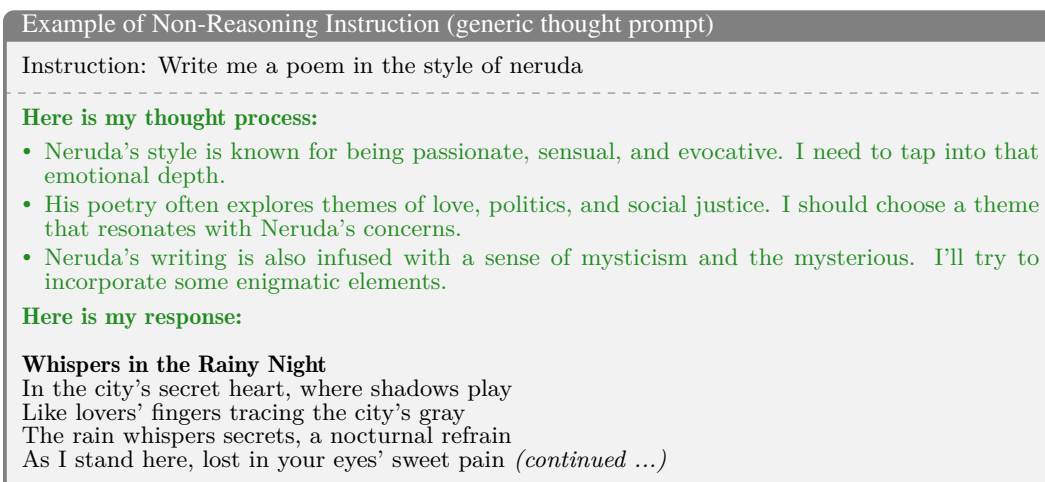 Example of Non-Reasoning Instruction (generic thought prompt)
Instruction: Write me a poem in the style of neruda
Here is my thought process:
• Neruda's style is known for being passionate, sensual, and evocative. I need to tap into that
emotional depth.
• His poetry often explores themes of love, politics, and social justice. I should choose a theme
that resonates with Neruda's concerns.
• Neruda's writing is also infused with a sense of mysticism and the mysterious. I'll try to
incorporate some enigmatic elements.
Here is my response:
Whispers in the Rainy Night
In the city's secret heart, where shadows play
Like lovers' fingers tracing the city's gray
The rain whispers secrets, a nocturnal refrain
As I stand here, lost in your eyes' sweet pain (continued ...)